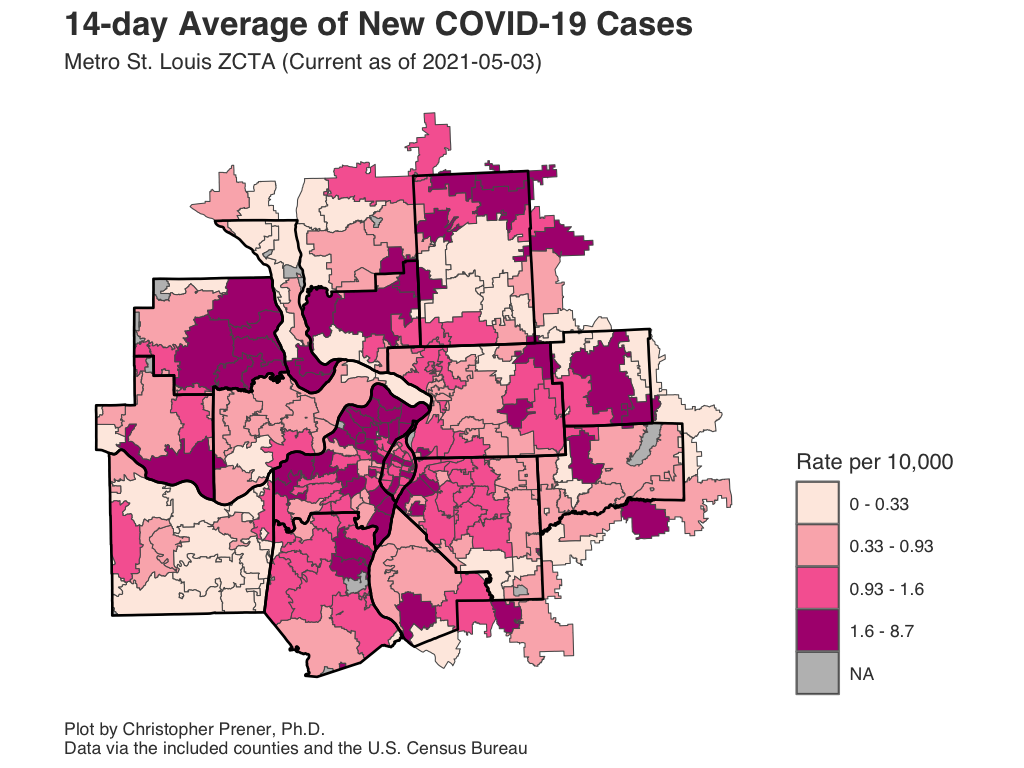 14-day Average of New COVID-19 Cases
Metro St. Louis ZCTA (Current as of 2021-05-03)
Rate per 10,000
0 - 0.33
0.33 - 0.93
0.93 - 1.6
1.6 - 8.7
NA
Plot by Christopher Prener, Ph.D.
Data via the included counties and the U.S. Census Bureau